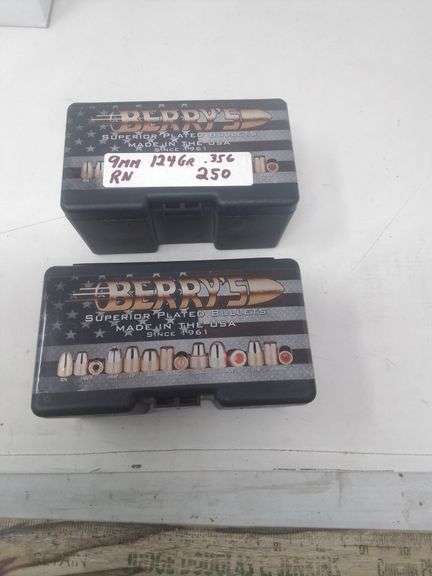 BERRY'S
SUPERIOR PLATED BULLETS
MADE IN THE USA
SINCE 1961
9MM 124GR .356
RN 250
BERRY'S
SUPERIOR PLATED BULLETS
MADE IN THE USA
SINCE 1961